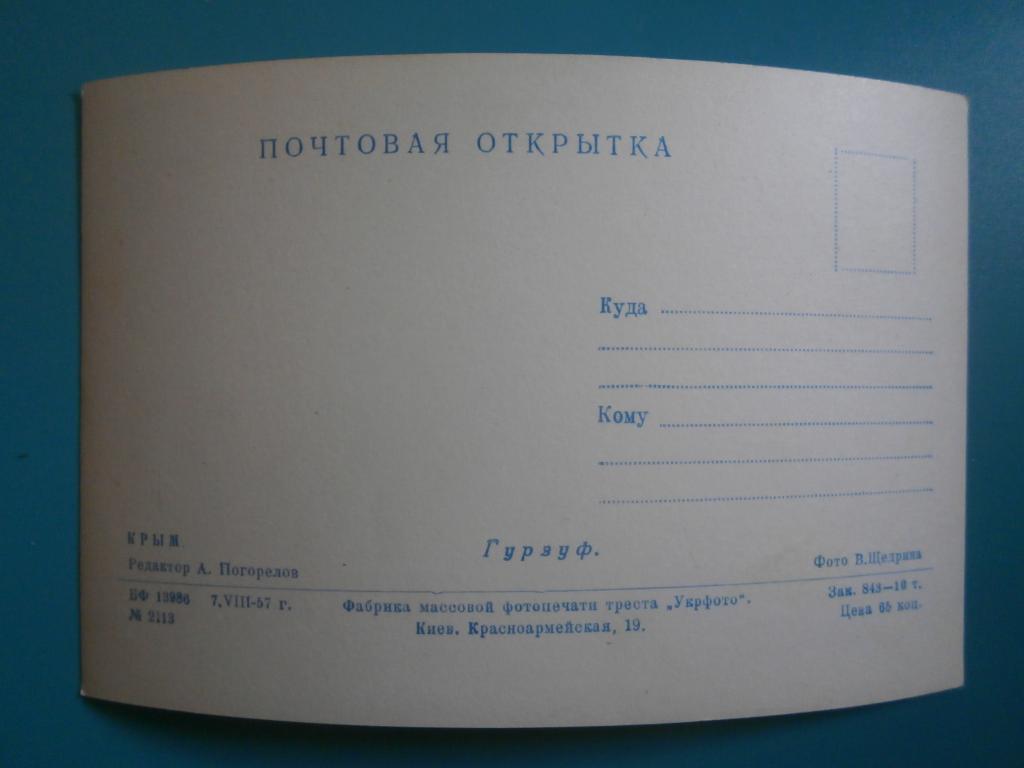 ПОЧТОВАЯ ОТКРЫТКА
Куда
Кому
КРЫМ
Гурзуф.
Редактор А. Погорелов
Фото В.Щедрина
БФ 13986 7.VIII-57 г.
№ 2113
Фабрика массовой фотопечати треста „Укрфото“.
Киев. Красноармейская, 19.
Зак. 843—10 т.
Цена 65 коп.